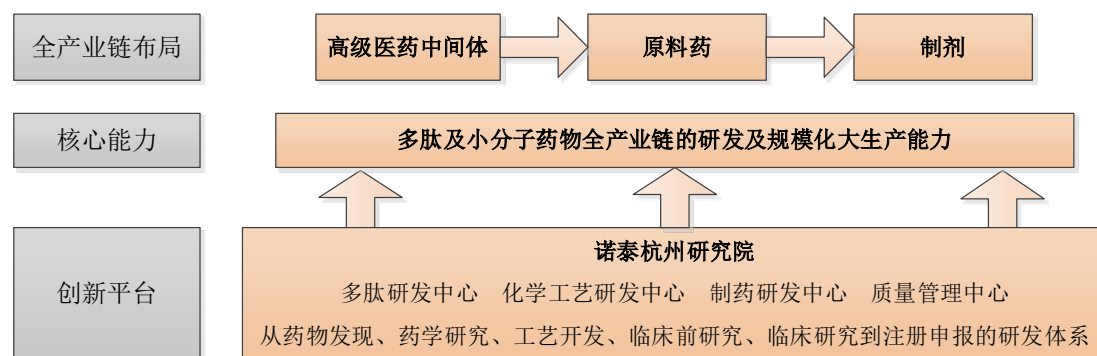 全产业链布局
高级医药中间体 原料药 制剂
核心能力
多肽及小分子药物全产业链的研发及规模化大生产能力
创新平台
诺泰杭州研究院
多肽研发中心 化学工艺研发中心 制药研发中心 质量管理中心
从药物发现、药学研究、工艺开发、临床前研究、临床研究到注册申报的研发体系